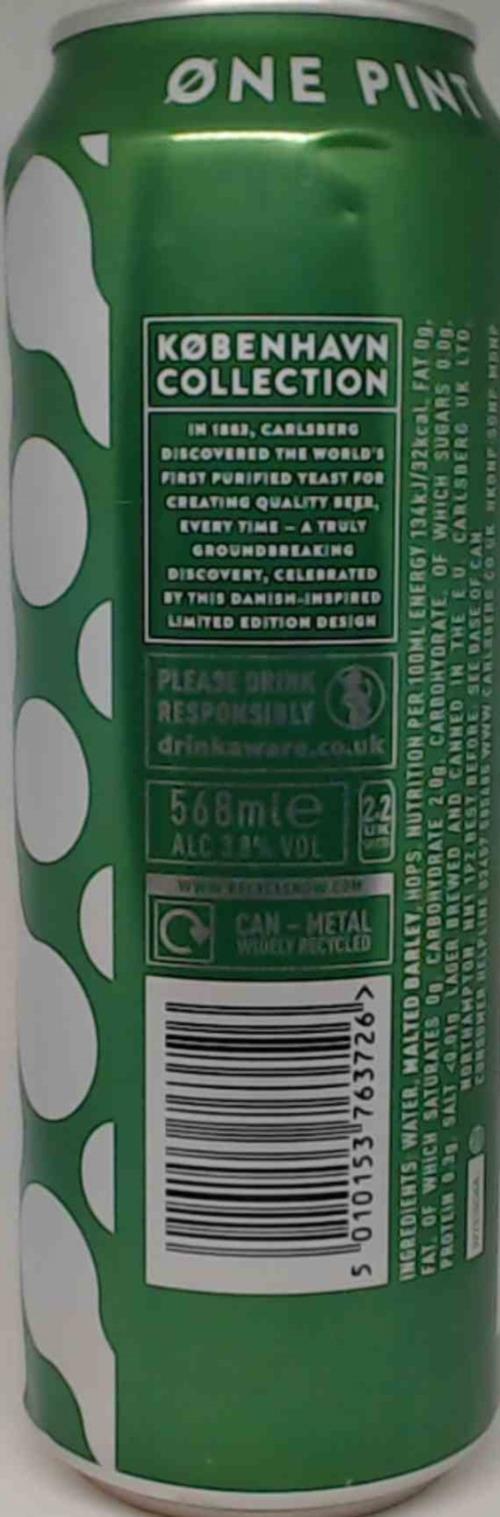 ØNE PINT
KØBENHAVN
COLLECTION
IN 1883, CARLSBERG
DISCOVERED THE WORLD'S
FIRST PURIFIED YEAST FOR
CREATING QUALITY BEER,
EVERY TIME – A TRULY
GROUNDBREAKING
DISCOVERY, CELEBRATED
BY THIS DANISH-INSPIRED
LIMITED EDITION DESIGN
PLEASE DRINK
RESPONSIBLY
drinkaware.co.uk
568ml e
ALC 3.8% VOL
2.2
UK
CAN – METAL
WIDELY RECYCLED
5 010153 763726 >
INGREDIENTS WATER, MALTED BARLEY, HOPS NUTRITION PER 100ML ENERGY 134kJ/32kcal, FAT 0g,
FAT, OF WHICH SATURATES 0g, CARBOHYDRATE 2.0g, CARBOHYDRATE, OF WHICH SUGARS 0.0g,
PROTEIN 0.3g, SALT <0.01g LAGER BREWED AND CANNED IN THE E.U. CARLSBERG UK LTD,
NORTHAMPTON, NN1 1PZ BEST BEFORE: SEE BASE OF CAN
CONSUMER HELPLINE